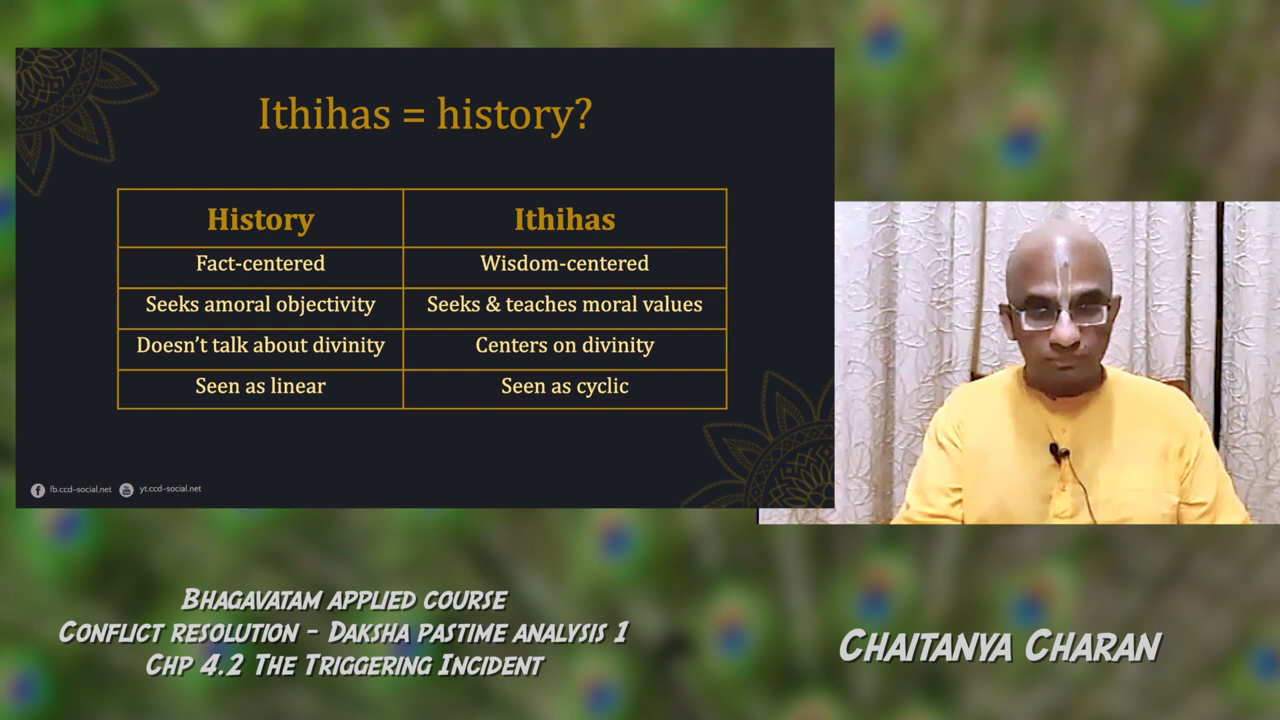 Ithihas = history?
History Ithihas
Fact-centered Wisdom-centered
Seeks amoral objectivity Seeks & teaches moral values
Doesn't talk about divinity Centers on divinity
Seen as linear Seen as cyclic
fb.ccd-social.net yt.ccd-social.net
BHAGAVATAM APPLIED COURSE
CONFLICT RESOLUTION - DAKSHA PASTIME ANALYSIS 1
CHP 4.2 THE TRIGGERING INCIDENT
CHAITANYA CHARAN